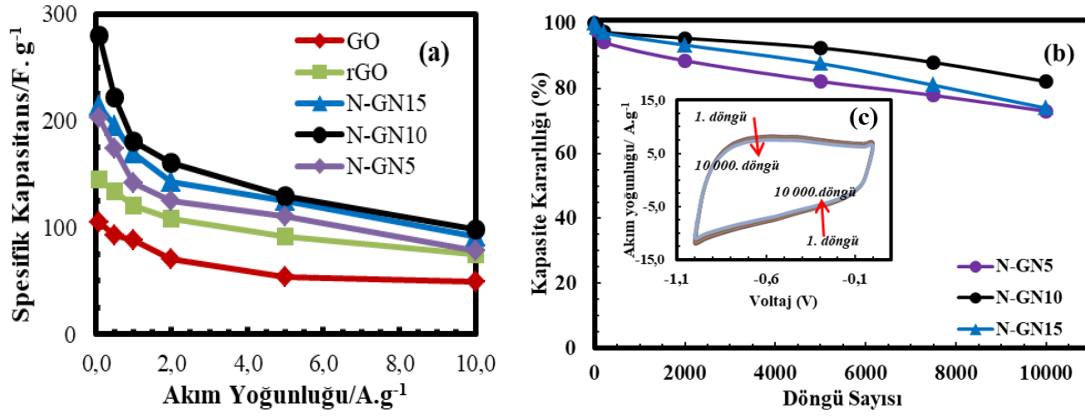 Spesifik Kapasitans/F. g-1
300
200
100
0
0,0 2,0 4,0 6,0 8,0 10,0
Akım Yoğunluğu/A.g-1
GO
rGO
N-GN15
N-GN10
N-GN5
(a)
Kapasite Kararlılığı (%)
100
80
60
40
20
0
0 2000 4000 6000 8000 10000
Döngü Sayısı
(b)
N-GN5
N-GN10
N-GN15
(c)
Akım yoğunluğu/ A.g-1
15,0
5,0
-5,0
-15,0
-1,1 -0,6 -0,1
Voltaj (V)
1. döngü
10 000. döngü
10 000.döngü
1. döngü